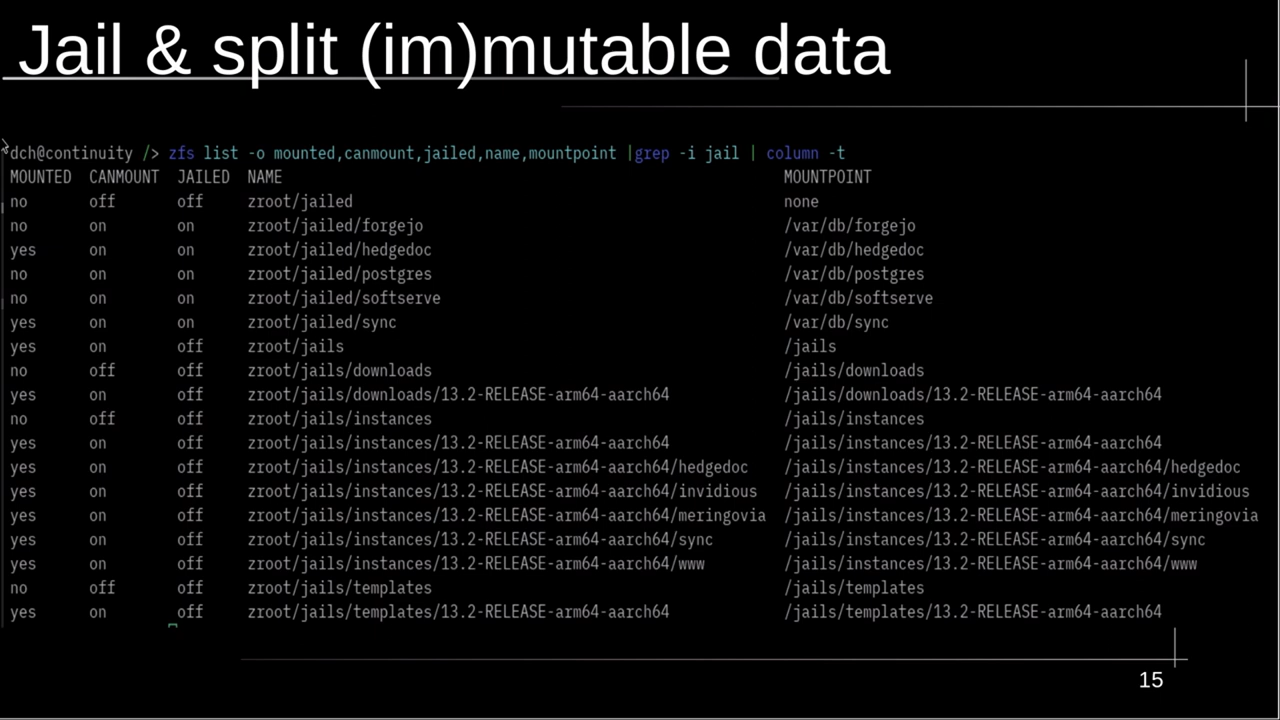 Jail & split (im)mutable data
dch@continuity /> zfs list -o mounted,canmount,jailed,name,mountpoint |grep -i jail | column -t
MOUNTED CANMOUNT JAILED NAME MOUNTPOINT
no off off zroot/jailed none
no on on zroot/jailed/forgejo /var/db/forgejo
yes on on zroot/jailed/hedgedoc /var/db/hedgedoc
no on on zroot/jailed/postgres /var/db/postgres
no on on zroot/jailed/softserve /var/db/softserve
yes on on zroot/jailed/sync /var/db/sync
yes on off zroot/jails /jails
no off off zroot/jails/downloads /jails/downloads
yes on off zroot/jails/downloads/13.2-RELEASE-arm64-aarch64 /jails/downloads/13.2-RELEASE-arm64-aarch64
no off off zroot/jails/instances /jails/instances
yes on off zroot/jails/instances/13.2-RELEASE-arm64-aarch64 /jails/instances/13.2-RELEASE-arm64-aarch64
yes on off zroot/jails/instances/13.2-RELEASE-arm64-aarch64/hedgedoc /jails/instances/13.2-RELEASE-arm64-aarch64/hedgedoc
yes on off zroot/jails/instances/13.2-RELEASE-arm64-aarch64/invidious /jails/instances/13.2-RELEASE-arm64-aarch64/invidious
yes on off zroot/jails/instances/13.2-RELEASE-arm64-aarch64/meringovia /jails/instances/13.2-RELEASE-arm64-aarch64/meringovia
yes on off zroot/jails/instances/13.2-RELEASE-arm64-aarch64/sync /jails/instances/13.2-RELEASE-arm64-aarch64/sync
yes on off zroot/jails/instances/13.2-RELEASE-arm64-aarch64/www /jails/instances/13.2-RELEASE-arm64-aarch64/www
no off off zroot/jails/templates /jails/templates
yes on off zroot/jails/templates/13.2-RELEASE-arm64-aarch64 /jails/templates/13.2-RELEASE-arm64-aarch64
15